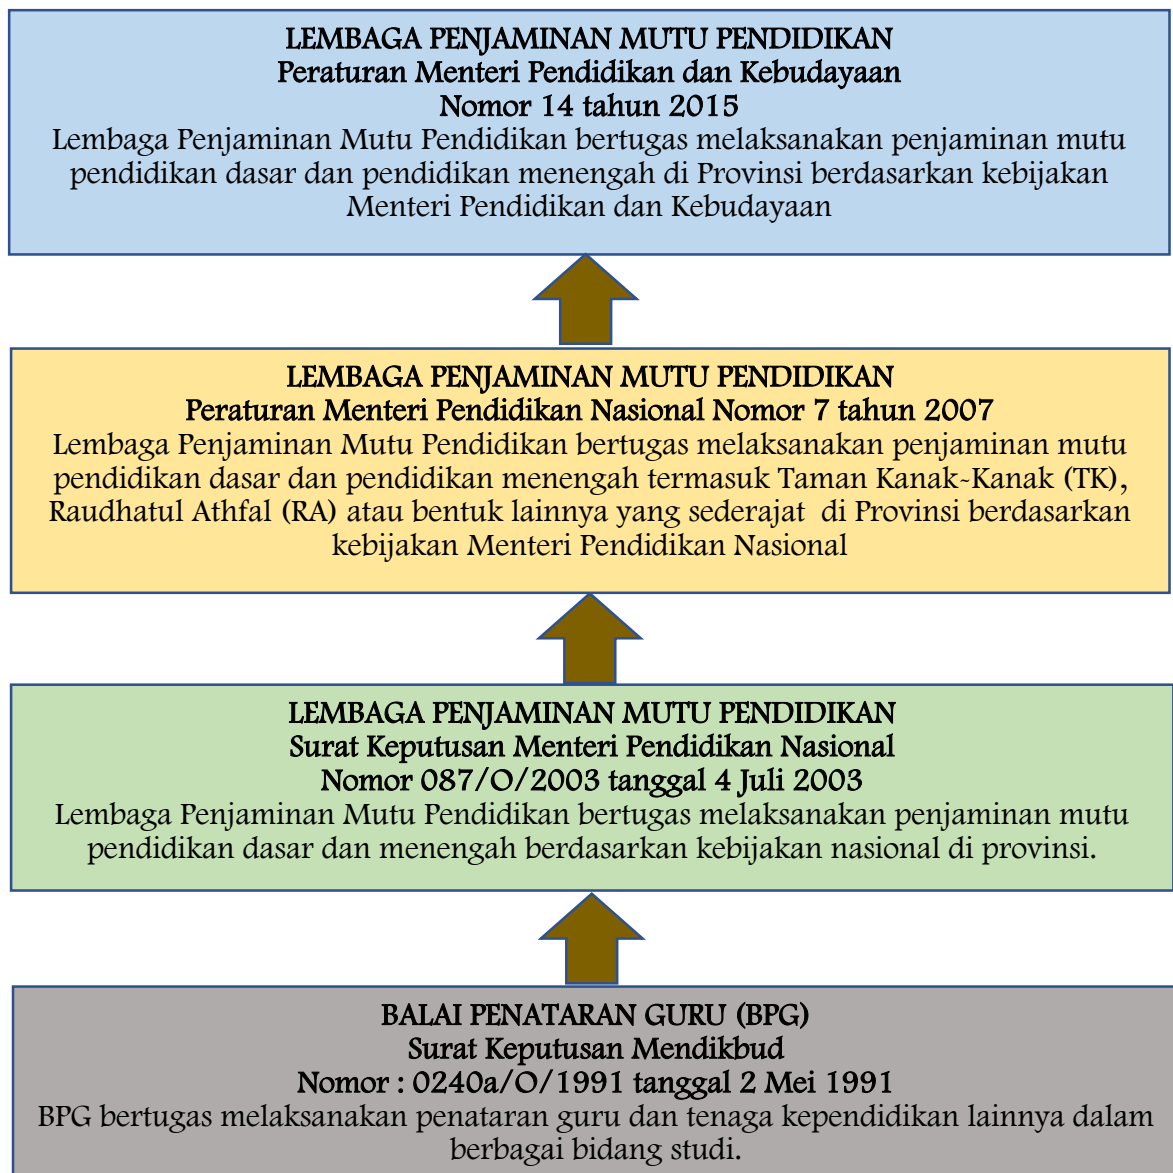 LEMBAGA PENJAMINAN MUTU PENDIDIKAN
Peraturan Menteri Pendidikan dan Kebudayaan
Nomor 14 tahun 2015
Lembaga Penjaminan Mutu Pendidikan bertugas melaksanakan penjaminan mutu
pendidikan dasar dan pendidikan menengah di Provinsi berdasarkan kebijakan
Menteri Pendidikan dan Kebudayaan
LEMBAGA PENJAMINAN MUTU PENDIDIKAN
Peraturan Menteri Pendidikan Nasional Nomor 7 tahun 2007
Lembaga Penjaminan Mutu Pendidikan bertugas melaksanakan penjaminan mutu
pendidikan dasar dan pendidikan menengah termasuk Taman Kanak-Kanak (TK),
Raudhatul Athfal (RA) atau bentuk lainnya yang sederajat di Provinsi berdasarkan
kebijakan Menteri Pendidikan Nasional
LEMBAGA PENJAMINAN MUTU PENDIDIKAN
Surat Keputusan Menteri Pendidikan Nasional
Nomor 087/O/2003 tanggal 4 Juli 2003
Lembaga Penjaminan Mutu Pendidikan bertugas melaksanakan penjaminan mutu
pendidikan dasar dan menengah berdasarkan kebijakan nasional di provinsi.
BALAI PENATARAN GURU (BPG)
Surat Keputusan Mendikbud
Nomor : 0240a/O/1991 tanggal 2 Mei 1991
BPG bertugas melaksanakan penataran guru dan tenaga kependidikan lainnya dalam
berbagai bidang studi.